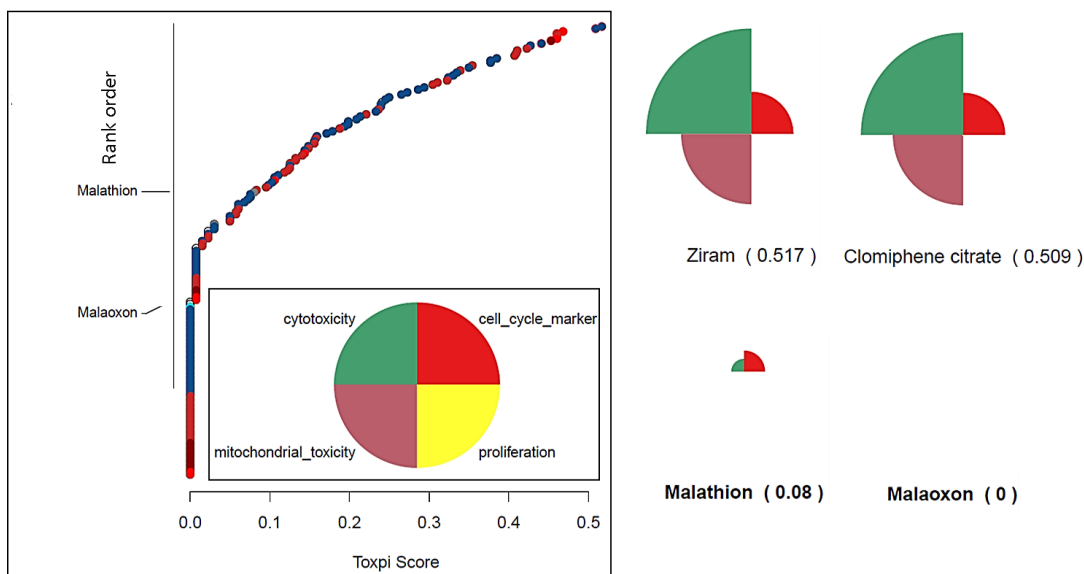 Rank order
Malathion
Malaoxon
cytotoxicity
cell_cycle_marker
mitochondrial_toxicity
proliferation
0.0 0.1 0.2 0.3 0.4 0.5
Toxpi Score
Ziram ( 0.517 )
Clomiphene citrate ( 0.509 )
Malathion ( 0.08 )
Malaoxon ( 0 )